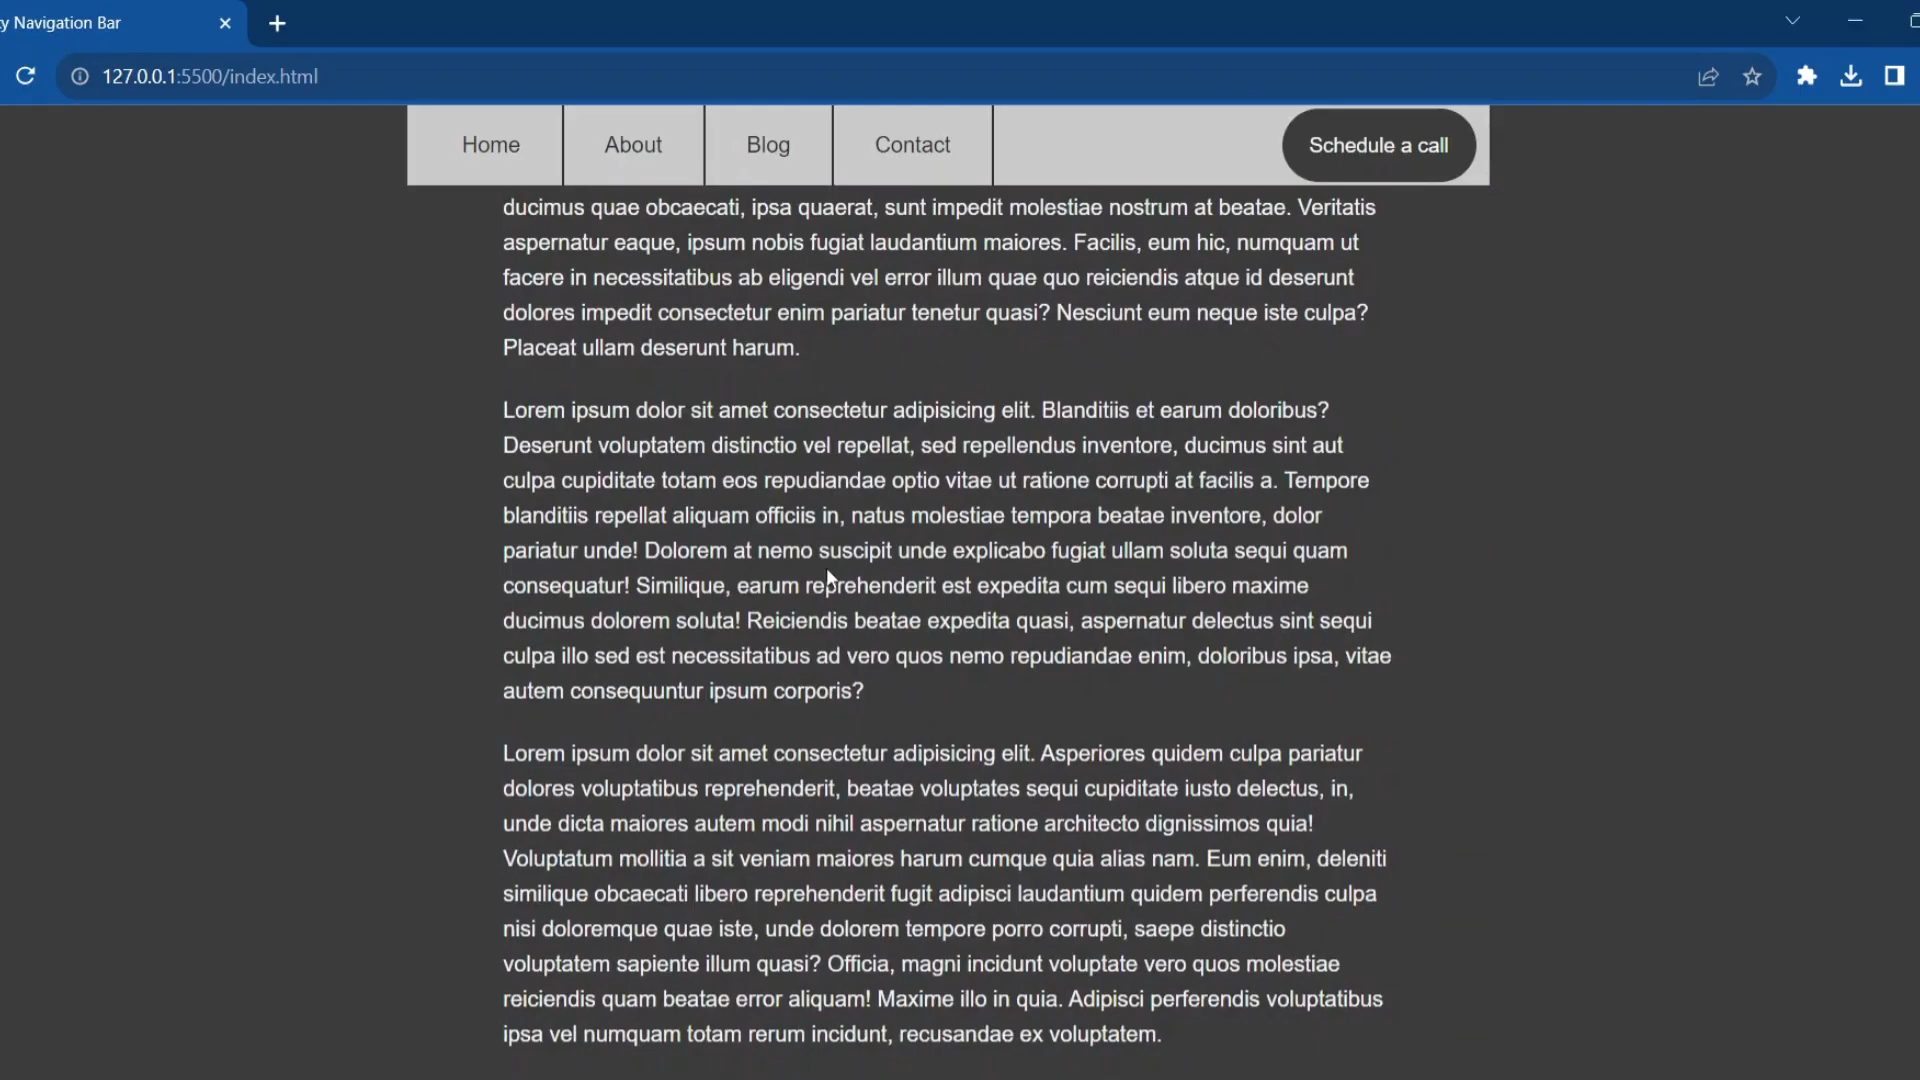 y Navigation Bar
127.0.0.1:5500/index.html
Home About Blog Contact Schedule a call
ducimus quae obcaecati, ipsa quaerat, sunt impedit molestiae nostrum at beatae. Veritatis
aspernatur eaque, ipsum nobis fugiat laudantium maiores. Facilis, eum hic, numquam ut
facere in necessitatibus ab eligendi vel error illum quae quo reiciendis atque id deserunt
dolores impedit consectetur enim pariatur tenetur quasi? Nesciunt eum neque iste culpa?
Placeat ullam deserunt harum.
Lorem ipsum dolor sit amet consectetur adipisicing elit. Blanditiis et earum doloribus?
Deserunt voluptatem distinctio vel repellat, sed repellendus inventore, ducimus sint aut
culpa cupiditate totam eos repudiandae optio vitae ut ratione corrupti at facilis a. Tempore
blanditiis repellat aliquam officiis in, natus molestiae tempora beatae inventore, dolor
pariatur unde! Dolorem at nemo suscipit unde explicabo fugiat ullam soluta sequi quam
consequatur! Similique, earum reprehenderit est expedita cum sequi libero maxime
ducimus dolorem soluta! Reiciendis beatae expedita quasi, aspernatur delectus sint sequi
culpa illo sed est necessitatibus ad vero quos nemo repudiandae enim, doloribus ipsa, vitae
autem consequuntur ipsum corporis?
Lorem ipsum dolor sit amet consectetur adipisicing elit. Asperiores quidem culpa pariatur
dolores voluptatibus reprehenderit, beatae voluptates sequi cupiditate iusto delectus, in,
unde dicta maiores autem modi nihil aspernatur ratione architecto dignissimos quia!
Voluptatum mollitia a sit veniam maiores harum cumque quia alias nam. Eum enim, deleniti
similique obcaecati libero reprehenderit fugit adipisci laudantium quidem perferendis culpa
nisi doloremque quae iste, unde dolorem tempore porro corrupti, saepe distinctio
voluptatem sapiente illum quasi? Officia, magni incidunt voluptate vero quos molestiae
reiciendis quam beatae error aliquam! Maxime illo in quia. Adipisci perferendis voluptatibus
ipsa vel numquam totam rerum incidunt, recusandae ex voluptatem.